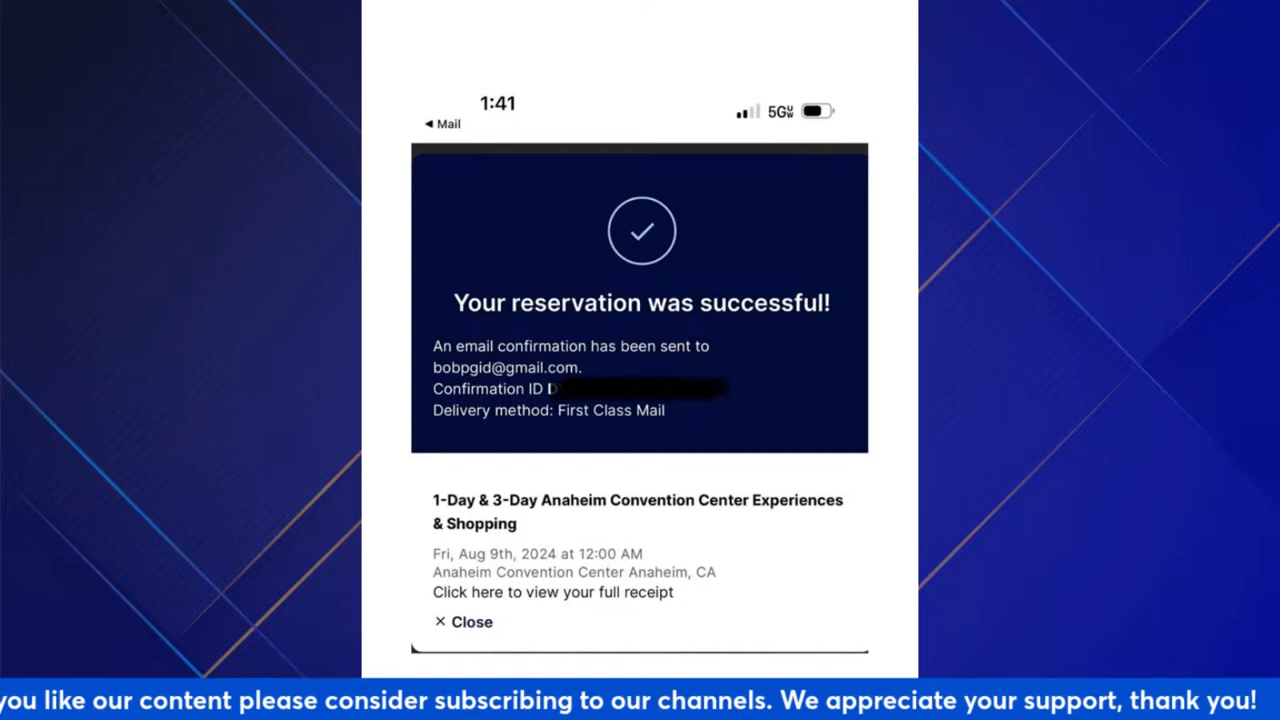 1:41
5G UW
◀ Mail
Your reservation was successful!
An email confirmation has been sent to
bobpgid@gmail.com.
Confirmation ID
Delivery method: First Class Mail
1-Day & 3-Day Anaheim Convention Center Experiences
& Shopping
Fri, Aug 9th, 2024 at 12:00 AM
Anaheim Convention Center Anaheim, CA
Click here to view your full receipt
× Close
you like our content please consider subscribing to our channels. We appreciate your support, thank you!